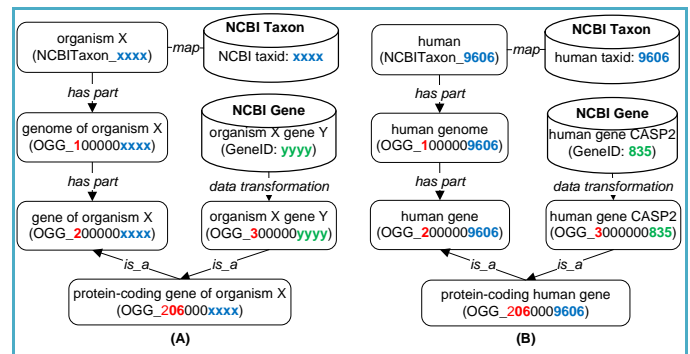 organism X
(NCBITaxon_xxxx)
map
NCBI Taxon
NCBI taxid: xxxx
has part
genome of organism X
(OGG_100000xxxx)
NCBI Gene
organism X gene Y
(GeneID: yyyy)
has part
data transformation
gene of organism X
(OGG_200000xxxx)
organism X gene Y
(OGG_300000yyyy)
is_a
is_a
protein-coding gene of organism X
(OGG_206000xxxx)
(A)
human
(NCBITaxon_9606)
map
NCBI Taxon
human taxid: 9606
has part
human genome
(OGG_1000009606)
NCBI Gene
human gene CASP2
(GeneID: 835)
has part
data transformation
human gene
(OGG_2000009606)
human gene CASP2
(OGG_3000000835)
is_a
is_a
protein-coding human gene
(OGG_2060009606)
(B)